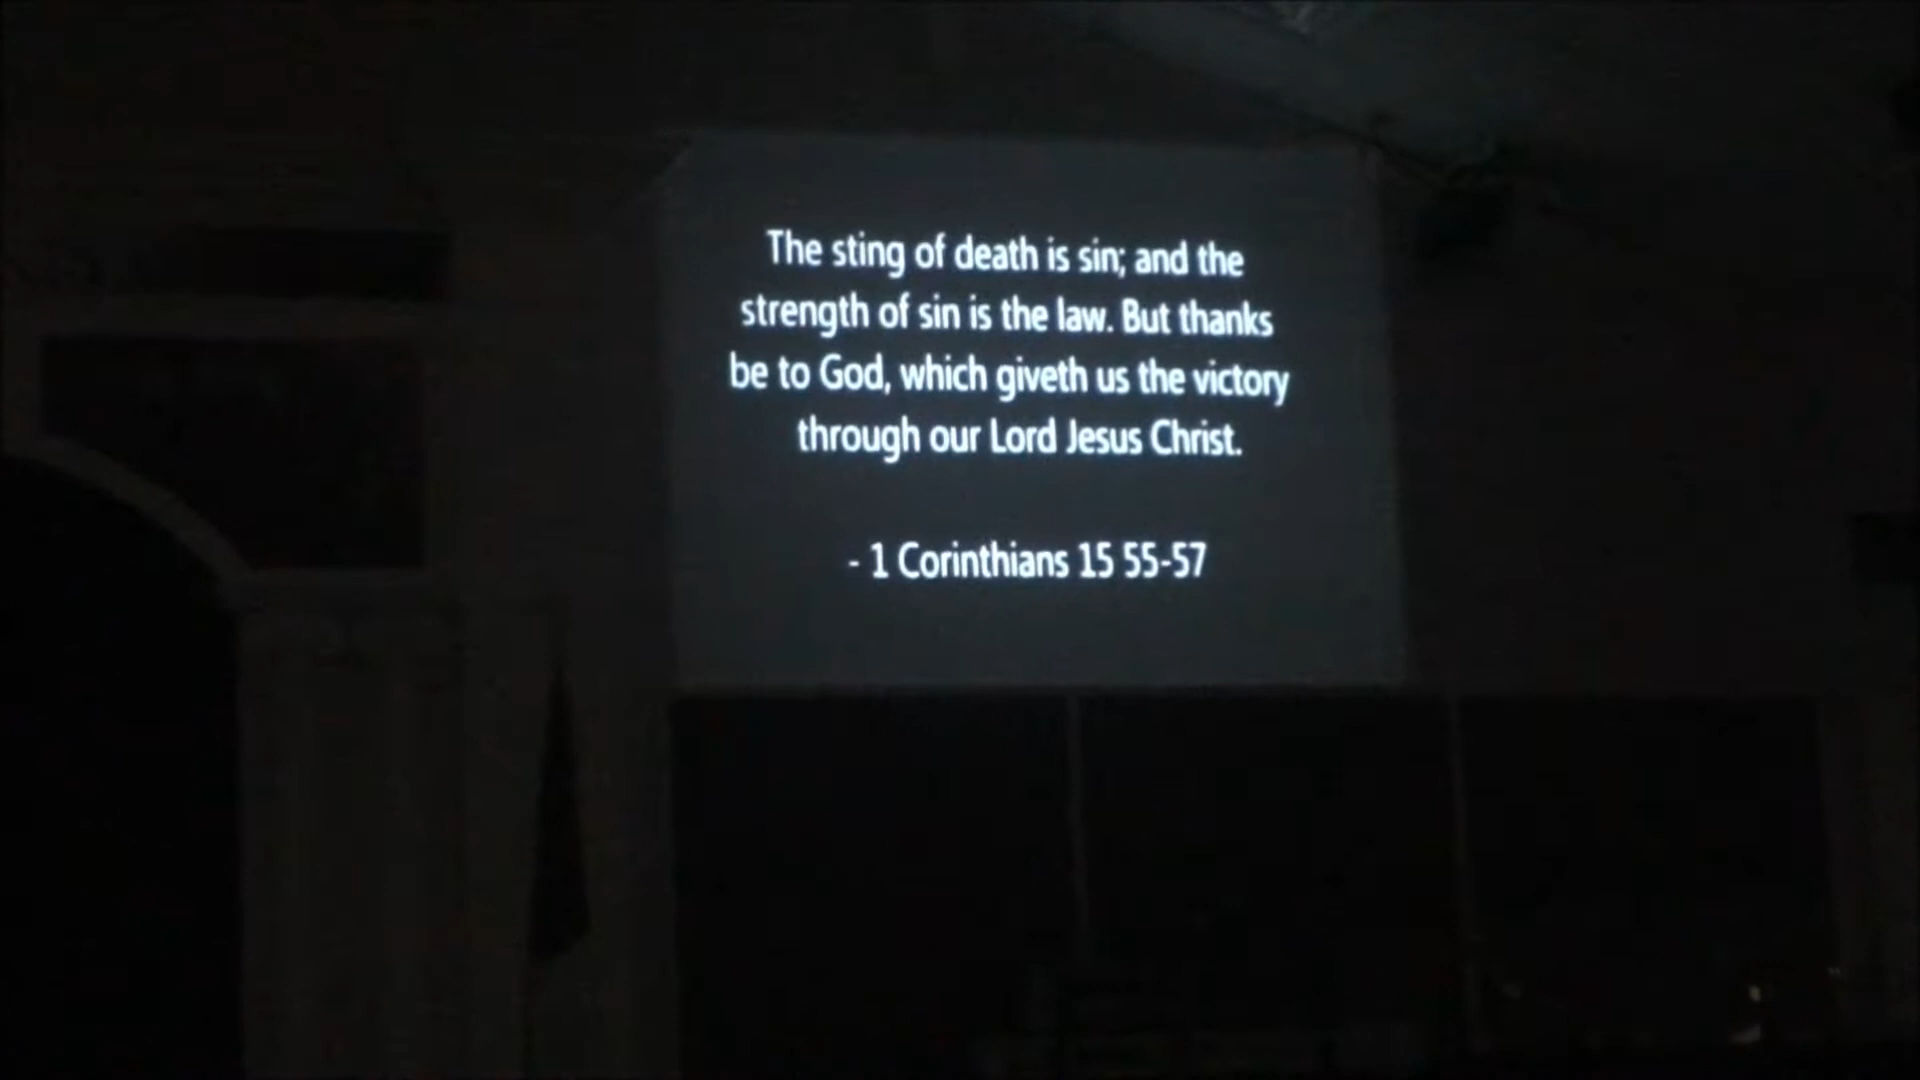 The sting of death is sin; and the
strength of sin is the law. But thanks
be to God, which giveth us the victory
through our Lord Jesus Christ.
- 1 Corinthians 15 55-57